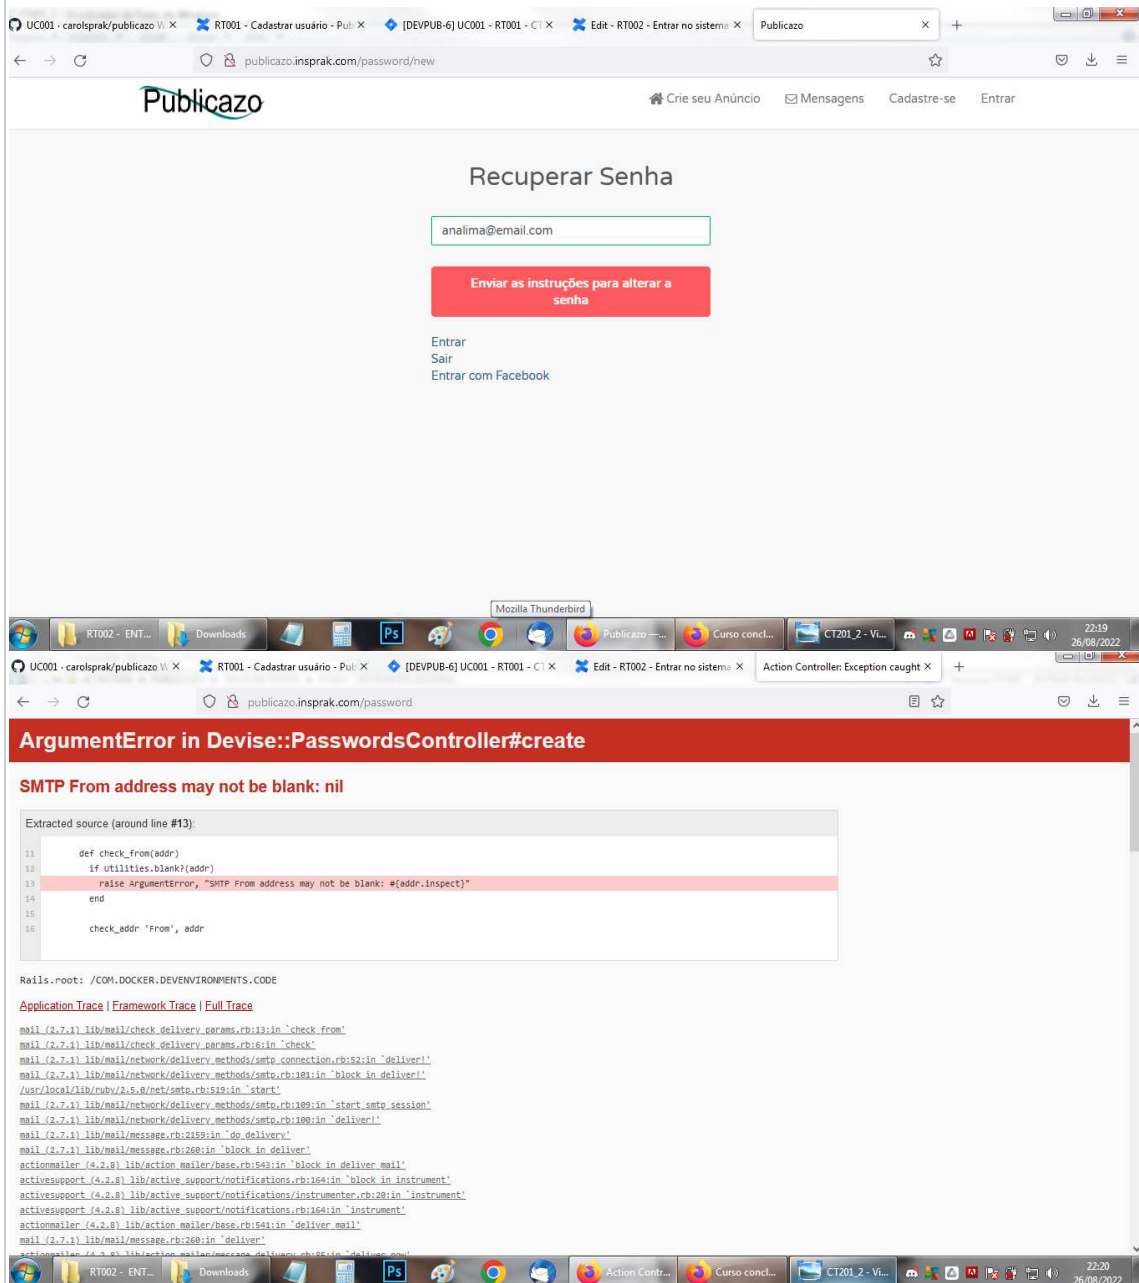 UC001 · carolsprak/publicazo W
RT001 - Cadastrar usuário - Pub
[DEVPUB-6] UC001 - RT001 - CT
Edit - RT002 - Entrar no sistema
Publicazo
publicazo.insprak.com/password/new
Publicazo
Crie seu Anúncio
Mensagens
Cadastre-se
Entrar
Recuperar Senha
analima@email.com
Enviar as instruções para alterar a
senha
Entrar
Sair
Entrar com Facebook
Mozilla Thunderbird
RT002 - ENT...
Downloads
Ps
Publicazo —...
Curso concl...
CT201_2 - Vi...
22:19
26/08/2022
UC001 · carolsprak/publicazo W
RT001 - Cadastrar usuário - Pub
[DEVPUB-6] UC001 - RT001 - CT
Edit - RT002 - Entrar no sistema
Action Controller: Exception caught
publicazo.insprak.com/password
ArgumentError in Devise::PasswordsController#create
SMTP From address may not be blank: nil
Extracted source (around line #13):
11 def check_from(addr)
12 if Utilities.blank?(addr)
13 raise ArgumentError, "SMTP From address may not be blank: #{addr.inspect}"
14 end
15
16 check_addr 'From', addr
Rails.root: /COM.DOCKER.DEVENVIRONMENTS.CODE
Application Trace | Framework Trace | Full Trace
mail (2.7.1) lib/mail/check_delivery_params.rb:13:in `check_from'
mail (2.7.1) lib/mail/check_delivery_params.rb:6:in `check'
mail (2.7.1) lib/mail/network/delivery_methods/smtp_connection.rb:52:in `deliver!'
mail (2.7.1) lib/mail/network/delivery_methods/smtp.rb:101:in `block in deliver!'
/usr/local/lib/ruby/2.5.0/net/smtp.rb:519:in `start'
mail (2.7.1) lib/mail/network/delivery_methods/smtp.rb:109:in `start_smtp_session'
mail (2.7.1) lib/mail/network/delivery_methods/smtp.rb:100:in `deliver!'
mail (2.7.1) lib/mail/message.rb:2159:in `do_delivery'
mail (2.7.1) lib/mail/message.rb:260:in `block in deliver'
actionmailer (4.2.8) lib/action_mailer/base.rb:543:in `block in deliver_mail'
activesupport (4.2.8) lib/active_support/notifications.rb:164:in `block in instrument'
activesupport (4.2.8) lib/active_support/notifications/instrumenter.rb:20:in `instrument'
activesupport (4.2.8) lib/active_support/notifications.rb:164:in `instrument'
actionmailer (4.2.8) lib/action_mailer/base.rb:541:in `deliver_mail'
mail (2.7.1) lib/mail/message.rb:260:in `deliver'
actionmailer (4.2.8) lib/action_mailer/message_delivery.rb:85:in `deliver_now'
RT002 - ENT...
Downloads
Ps
Action Contr...
Curso concl...
CT201_2 - Vi...
22:20
26/08/2022